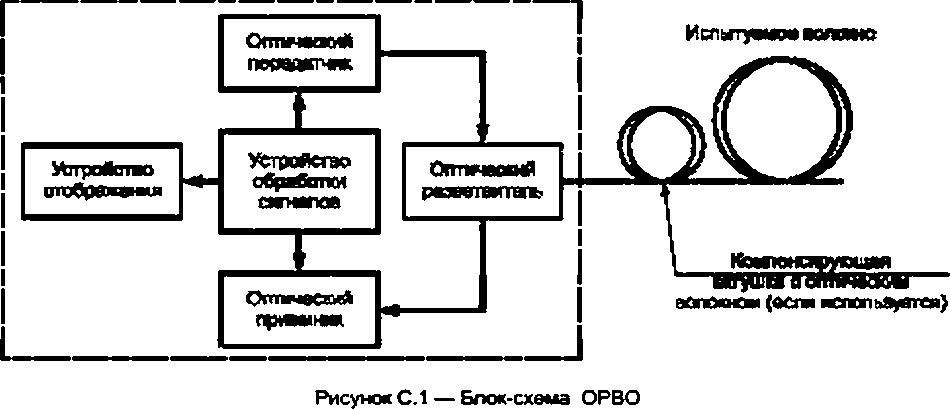 Оптический
передатчик
Испытуемое волокно
Устройство
отображения
Устройство
обработки
сигналов
Оптический
разветвитель
Оптический
приемник
Компенсирующая
катушка с оптическим
волокном (если используется)
Рисунок С.1 — Блок-схема ОРВО